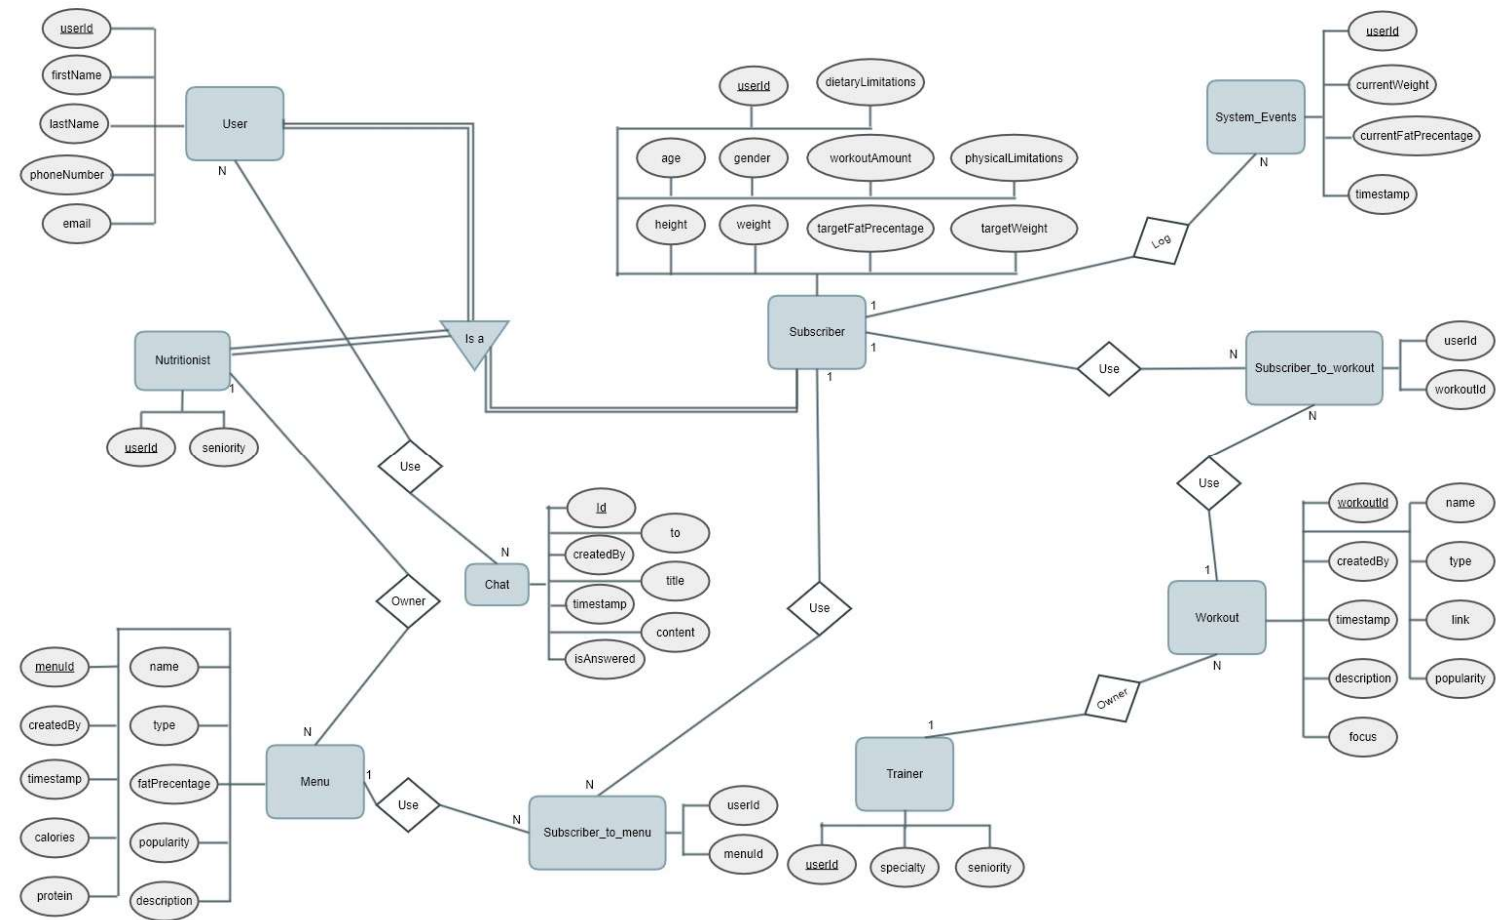 userId
firstName
lastName
phoneNumber
email
User
N
userId
dietaryLimitations
age
gender
workoutAmount
physicalLimitations
height
weight
targetFatPrecentage
targetWeight
Subscriber
1
1
1
System_Events
N
userId
currentWeight
currentFatPrecentage
timestamp
Log
Is a
Nutritionist
1
userId
seniority
Use
N
Chat
Id
to
createdBy
title
timestamp
content
isAnswered
Use
N
Subscriber_to_workout
N
userId
workoutId
Use
1
Workout
N
workoutId
name
createdBy
type
timestamp
link
description
popularity
focus
Owner
N
Menu
1
menuId
name
createdBy
type
timestamp
fatPrecentage
calories
popularity
protein
description
Use
N
Use
N
Subscriber_to_menu
userId
menuId
Owner
1
Trainer
userId
specialty
seniority